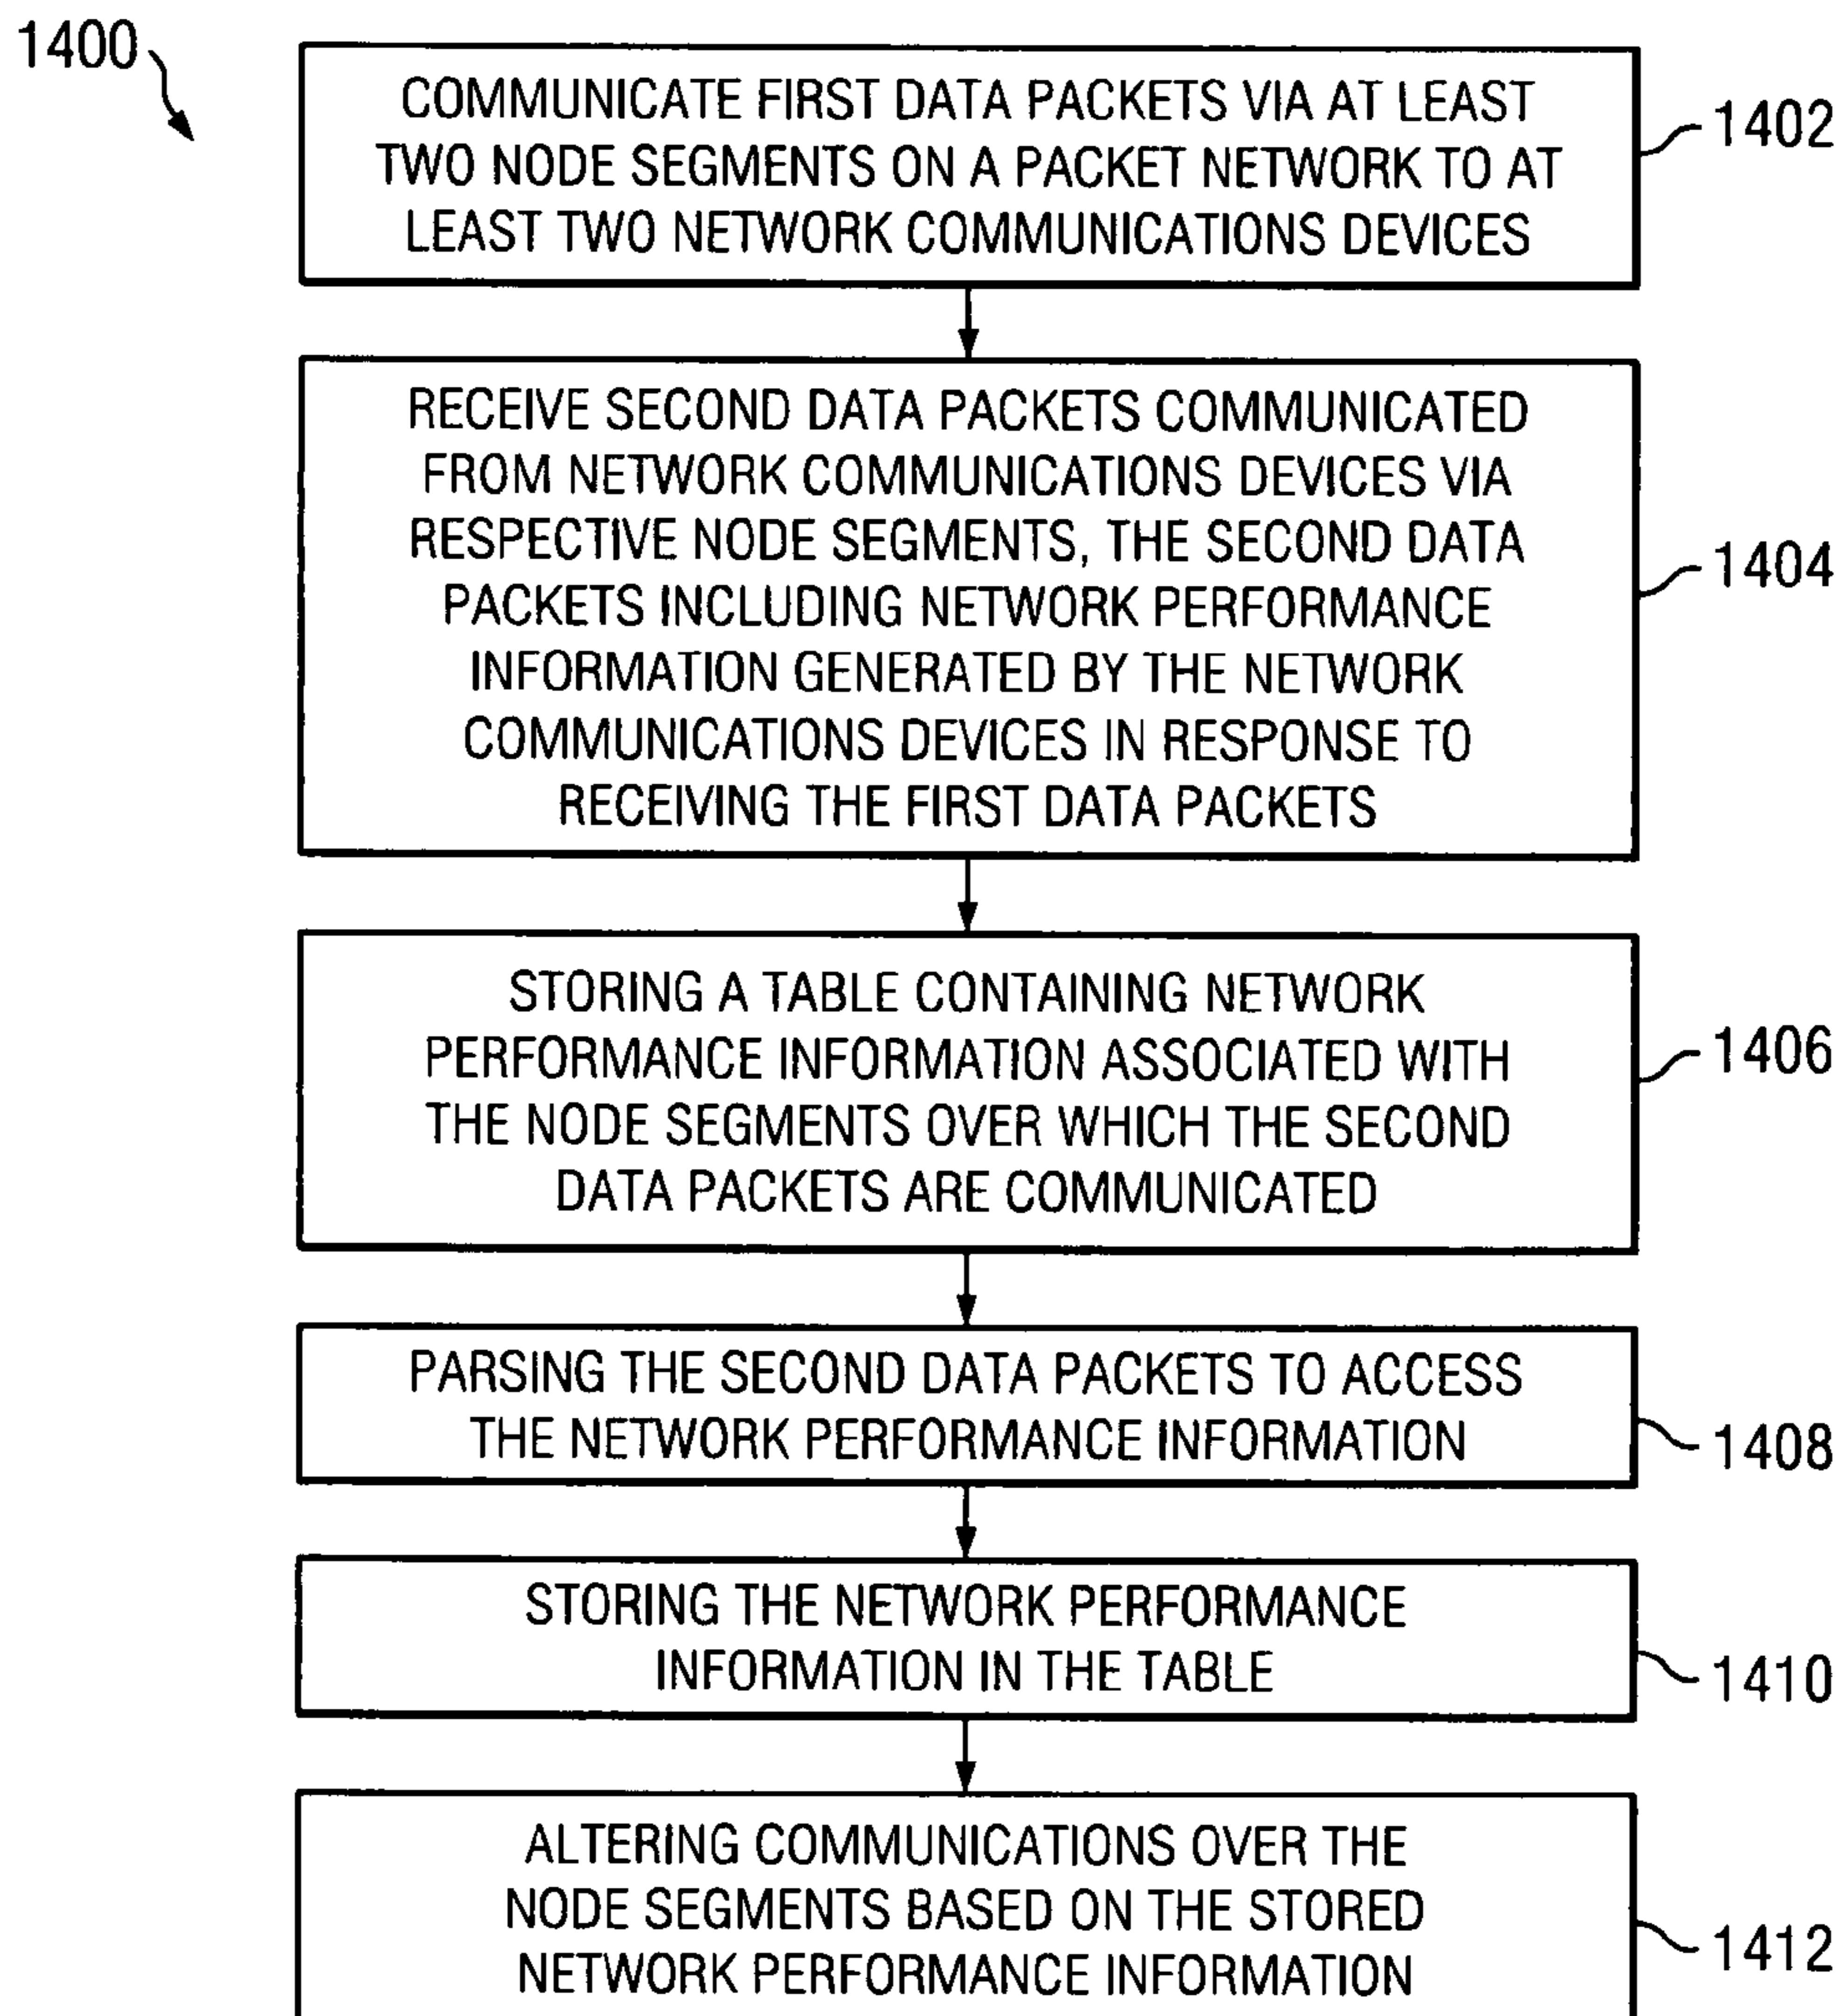 1400
COMMUNICATE FIRST DATA PACKETS VIA AT LEAST
TWO NODE SEGMENTS ON A PACKET NETWORK TO AT
LEAST TWO NETWORK COMMUNICATIONS DEVICES
1402
RECEIVE SECOND DATA PACKETS COMMUNICATED
FROM NETWORK COMMUNICATIONS DEVICES VIA
RESPECTIVE NODE SEGMENTS, THE SECOND DATA
PACKETS INCLUDING NETWORK PERFORMANCE
INFORMATION GENERATED BY THE NETWORK
COMMUNICATIONS DEVICES IN RESPONSE TO
RECEIVING THE FIRST DATA PACKETS
1404
STORING A TABLE CONTAINING NETWORK
PERFORMANCE INFORMATION ASSOCIATED WITH
THE NODE SEGMENTS OVER WHICH THE SECOND
DATA PACKETS ARE COMMUNICATED
1406
PARSING THE SECOND DATA PACKETS TO ACCESS
THE NETWORK PERFORMANCE INFORMATION
1408
STORING THE NETWORK PERFORMANCE
INFORMATION IN THE TABLE
1410
ALTERING COMMUNICATIONS OVER THE
NODE SEGMENTS BASED ON THE STORED
NETWORK PERFORMANCE INFORMATION
1412